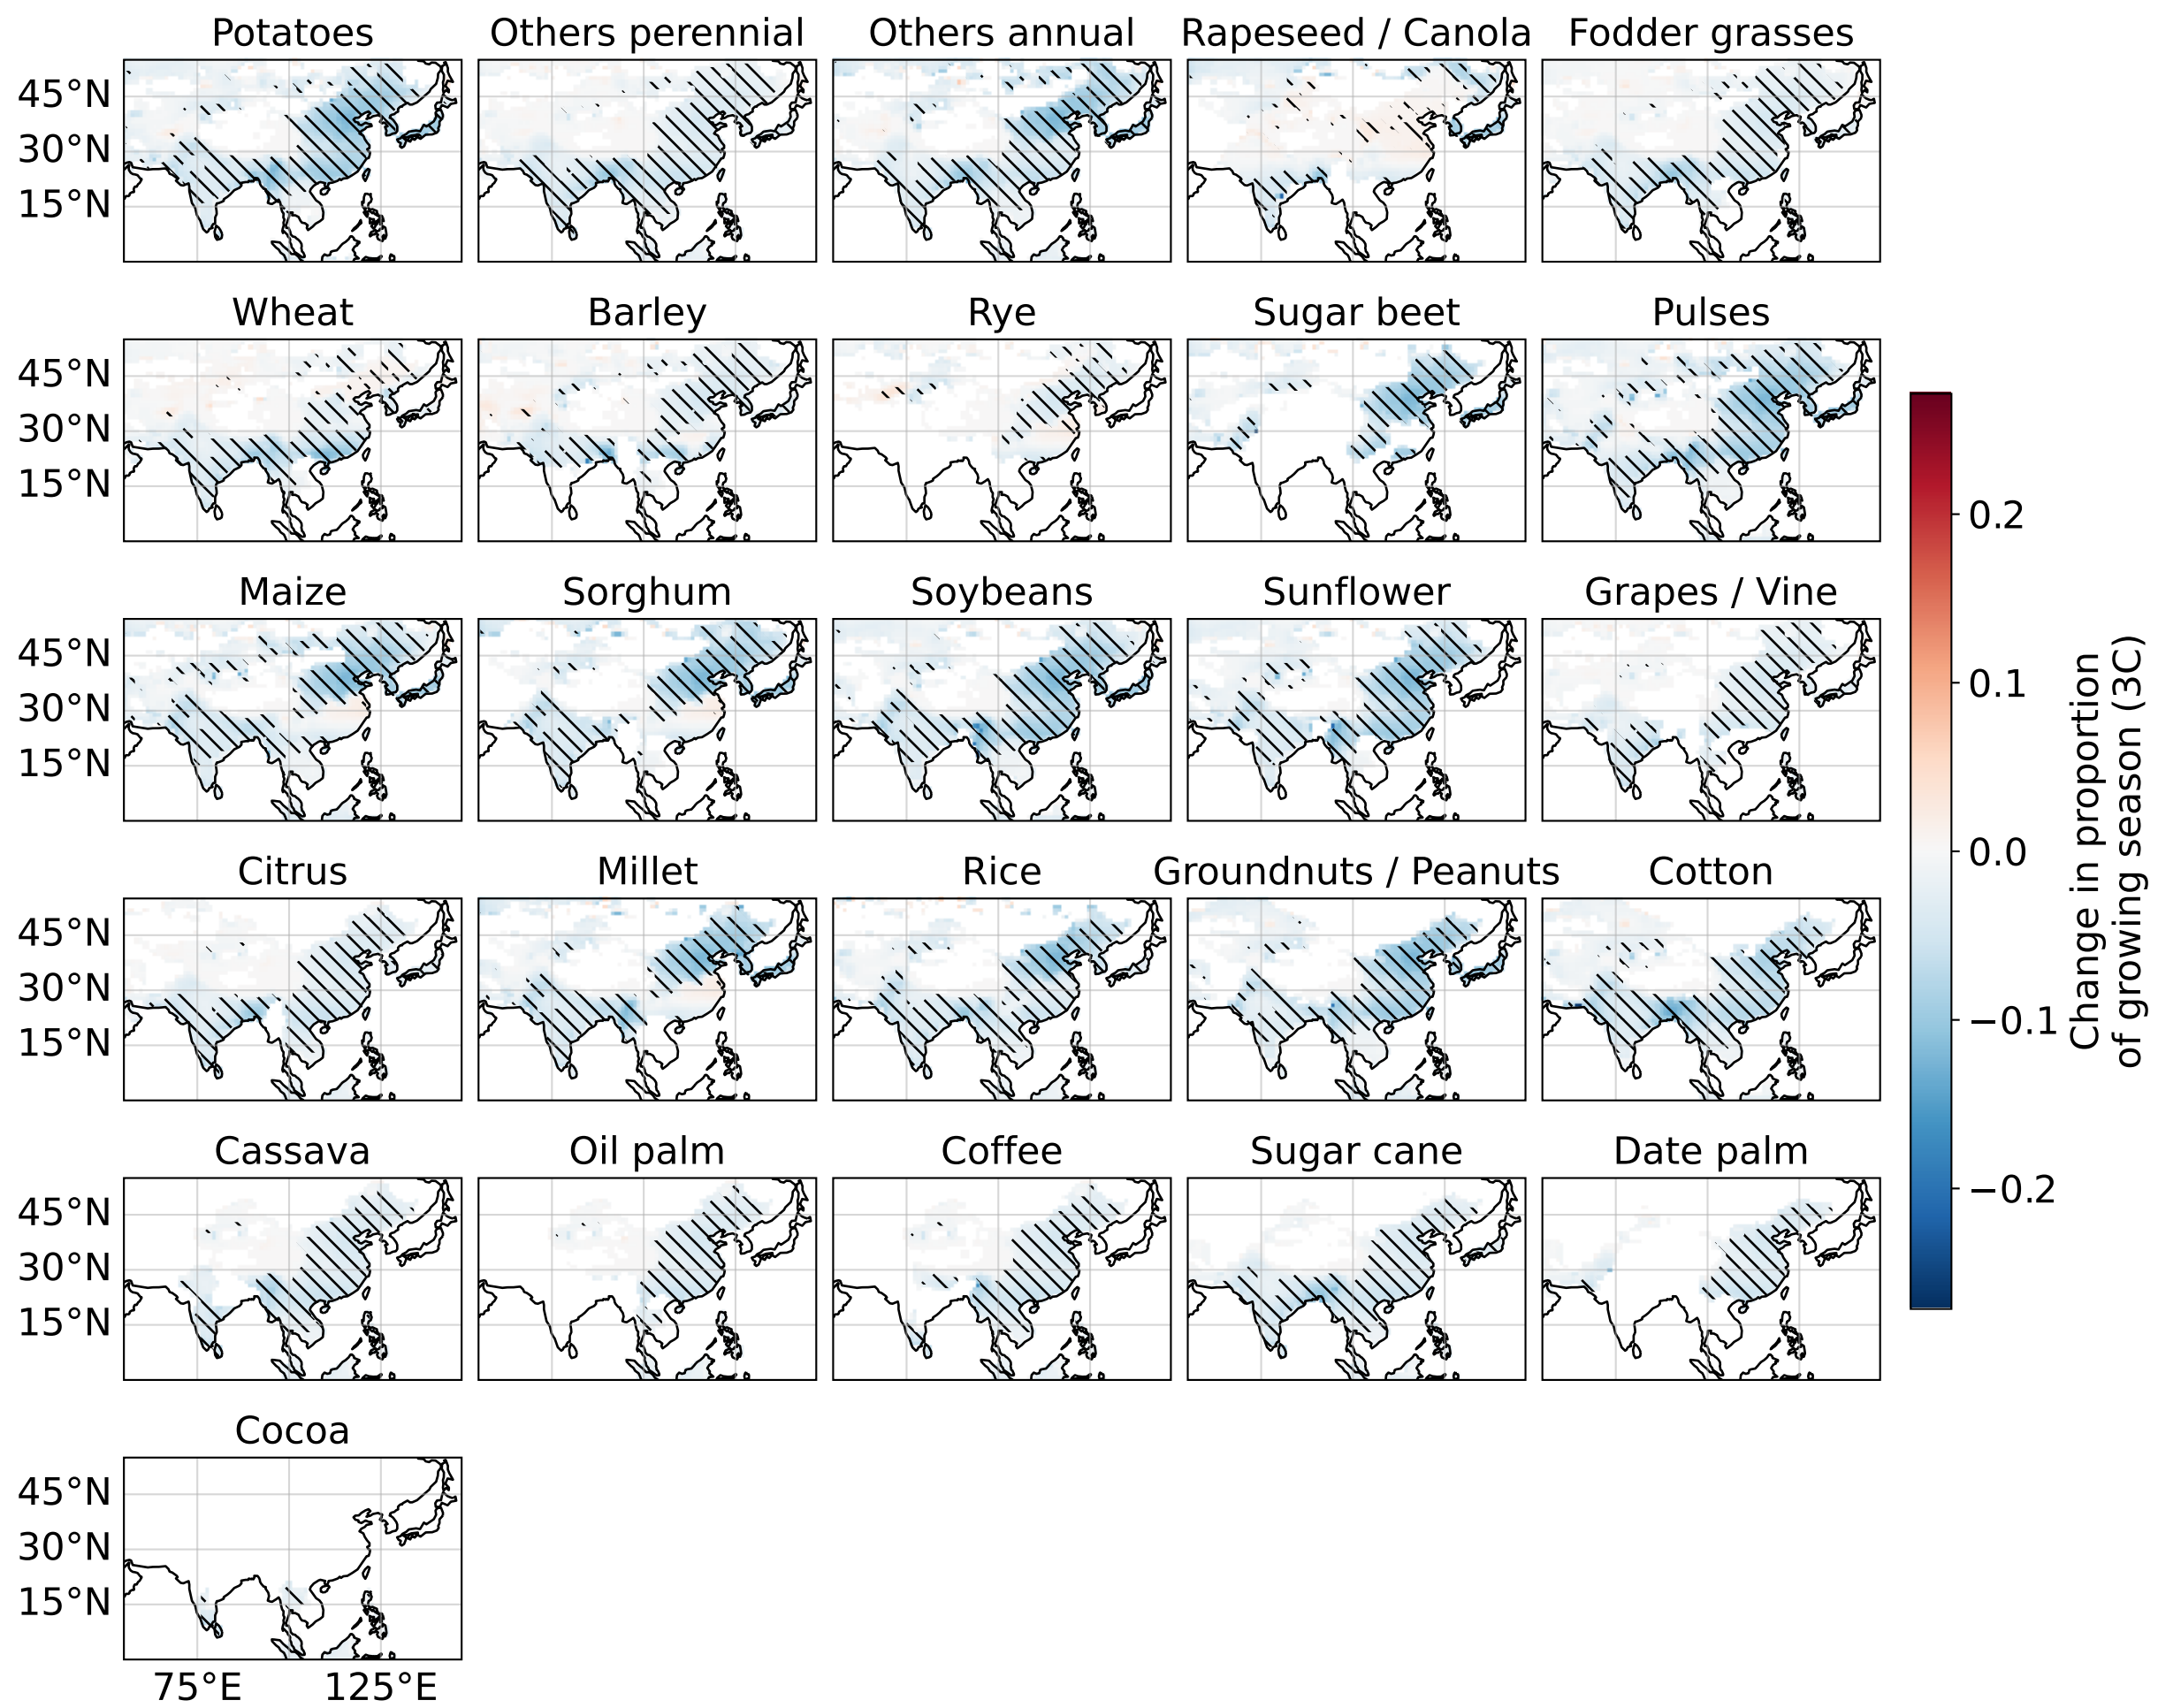 Potatoes
Others perennial
Others annual
Rapeseed / Canola
Fodder grasses
45°N
30°N
15°N
Wheat
Barley
Rye
Sugar beet
Pulses
45°N
30°N
15°N
Maize
Sorghum
Soybeans
Sunflower
Grapes / Vine
45°N
30°N
15°N
Citrus
Millet
Rice
Groundnuts / Peanuts
Cotton
45°N
30°N
15°N
Cassava
Oil palm
Coffee
Sugar cane
Date palm
45°N
30°N
15°N
Cocoa
45°N
30°N
15°N
75°E
125°E
0.2
0.1
0.0
−0.1
−0.2
Change in proportion
of growing season (3C)